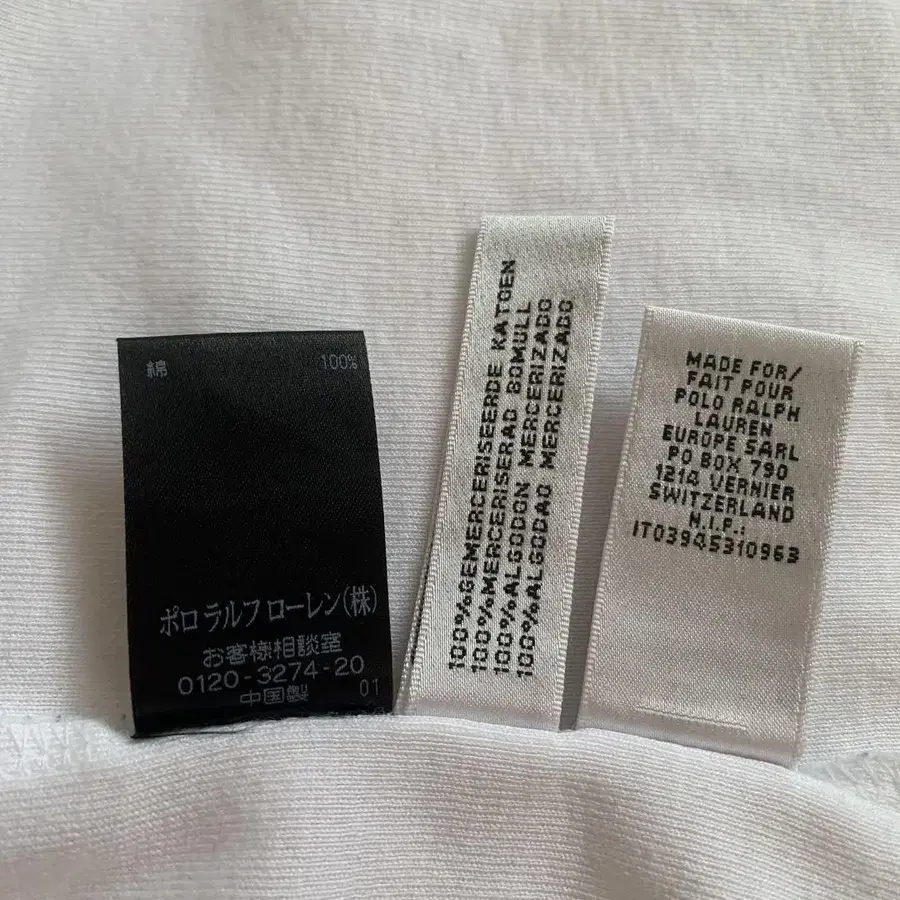 綿 100%
ポロ ラルフ ローレン(株)
お客様相談室
0120-3274-20
中国製 01
100%GEMERCERISEERDE KATOEN
100%MERCERISERAD BOMULL
100%ALGODON MERCERIZADO
100%ALGODAO MERCERIZADO
MADE FOR/
FAIT POUR
POLO RALPH
LAUREN
EUROPE SARL
PO BOX 790
1214 VERNIER
SWITZERLAND
N.I.F.:
IT03945310963